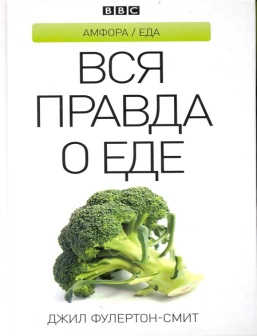 BBC
АМФОРА / ЕДА
ВСЯ
ПРАВДА
О ЕДЕ
ДЖИЛ ФУЛЕРТОН-СМИТ